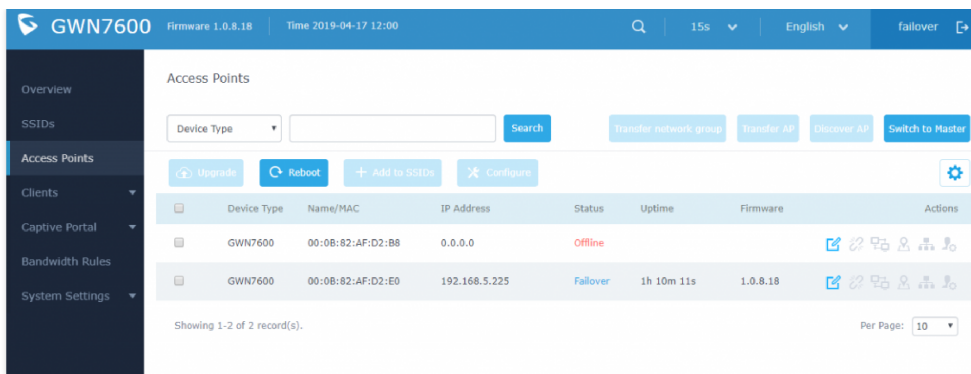 GWN7600 Firmware 1.0.8.18 Time 2019-04-17 12:00 15s English failover
Overview
SSIDs
Access Points
Clients
Captive Portal
Bandwidth Rules
System Settings
Access Points
Device Type Search Transfer network group Transfer AP Discover AP Switch to Master
Upgrade Reboot Add to SSIDs Configure
Device Type Name/MAC IP Address Status Uptime Firmware Actions
GWN7600 00:0B:82:AF:D2:B8 0.0.0.0 Offline
GWN7600 00:0B:82:AF:D2:E0 192.168.5.225 Failover 1h 10m 11s 1.0.8.18
Showing 1-2 of 2 record(s). Per Page: 10